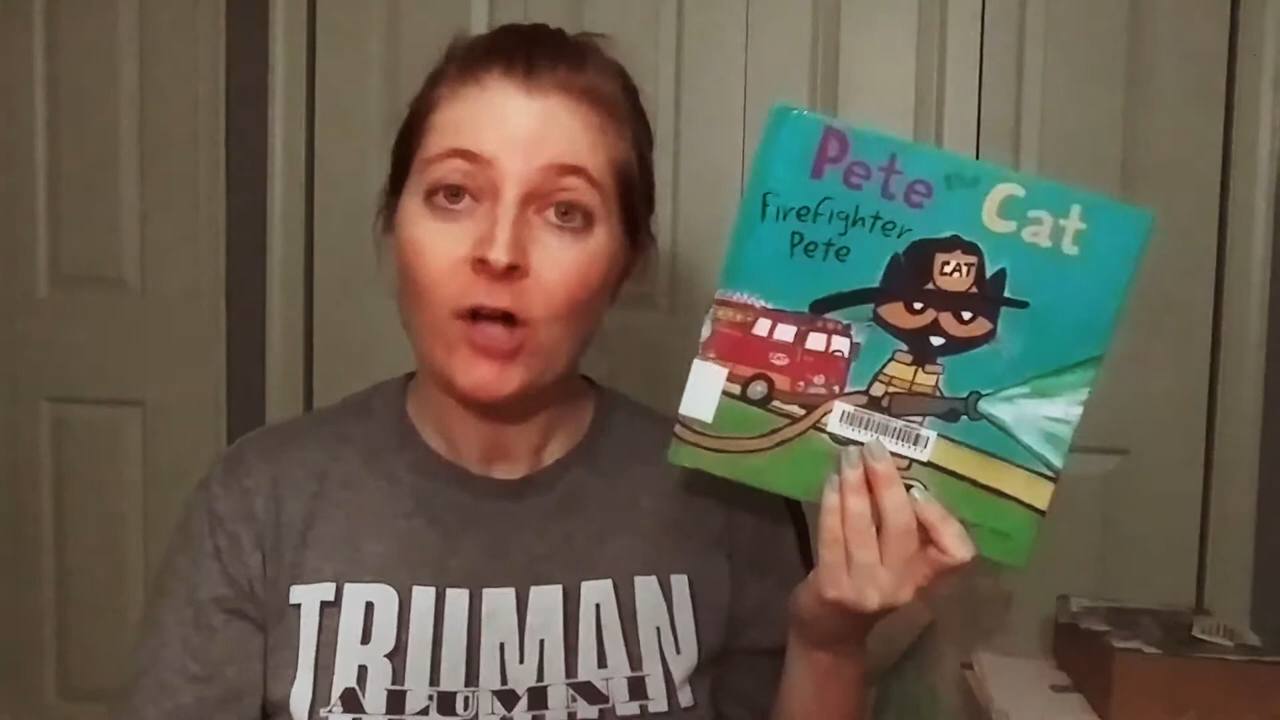 Pete the Cat
Firefighter
Pete
CAT
TRUMAN
ALUMNI